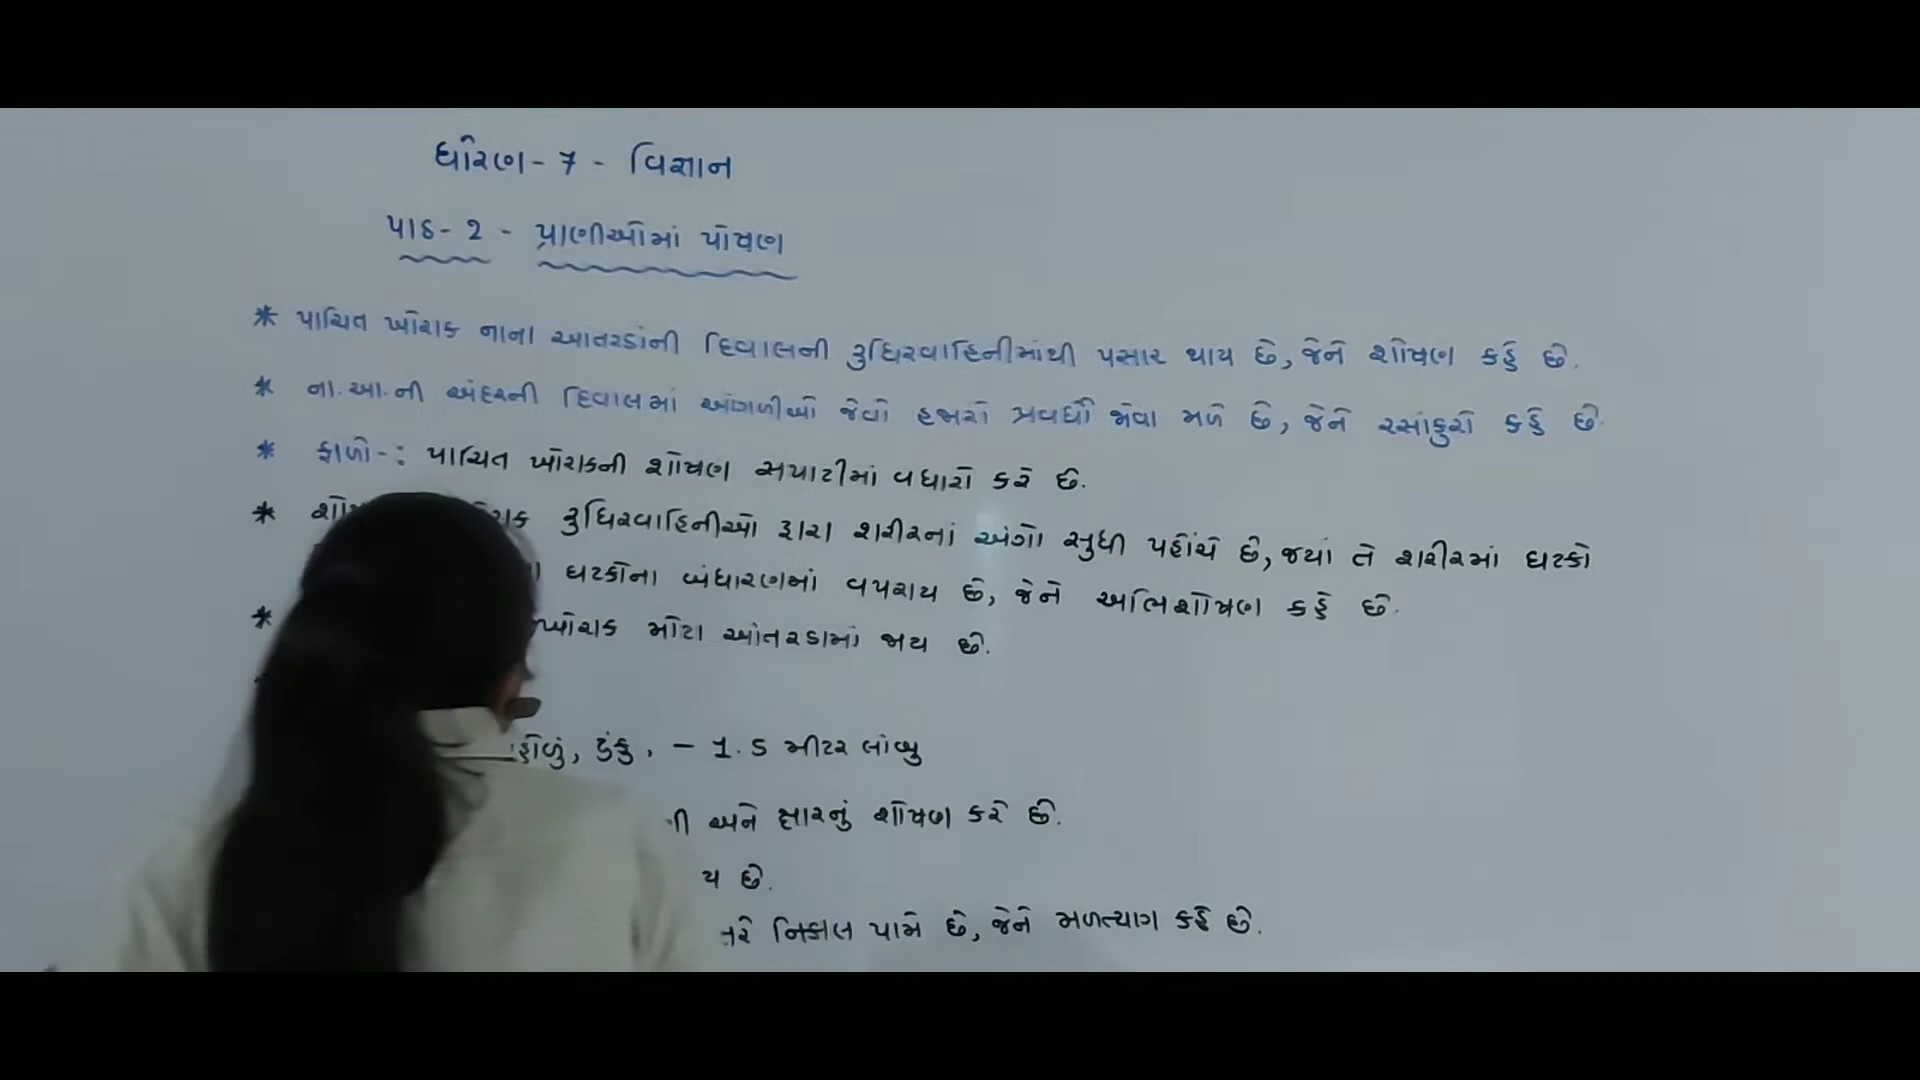 ધોરણ - 7 - વિજ્ઞાન
પાઠ - 2 - પ્રાણીઓમાં પોષણ
* પાચિત ખોરાક નાના આતરડાંની દિવાલની રુધિરવાહિનીમાંથી પસાર થાય છે, જેને શોષણ કહે છે.
* ના.આ.ની અંદરની દિવાલમાં આંગળીઓ જેવો હજારો પ્રવર્ધો જોવા મળે છે, જેને રસાંકુરો કહે છે.
* ફાળો -: પાચિત ખોરાકની શોષણ સપાટીમાં વધારો કરે છે.
* રુધિરવાહિનીઓ દ્વારા શરીરનાં અંગો સુધી પહોંચે છે, જયાં તે શરીરમાં ઘટકો
ઘટકોના બંધારણમાં વપરાય છે, જેને અભિશોષણ કહે છે.
* ખોરાક મોટા આંતરડામાં જાય છે.
ટુંકુ, - 1.5 મીટર લાંબુ
અને ક્ષારનું શોષણ કરે છે.
છે.
નિકાલ પામે છે, જેને મળત્યાગ કહે છે.